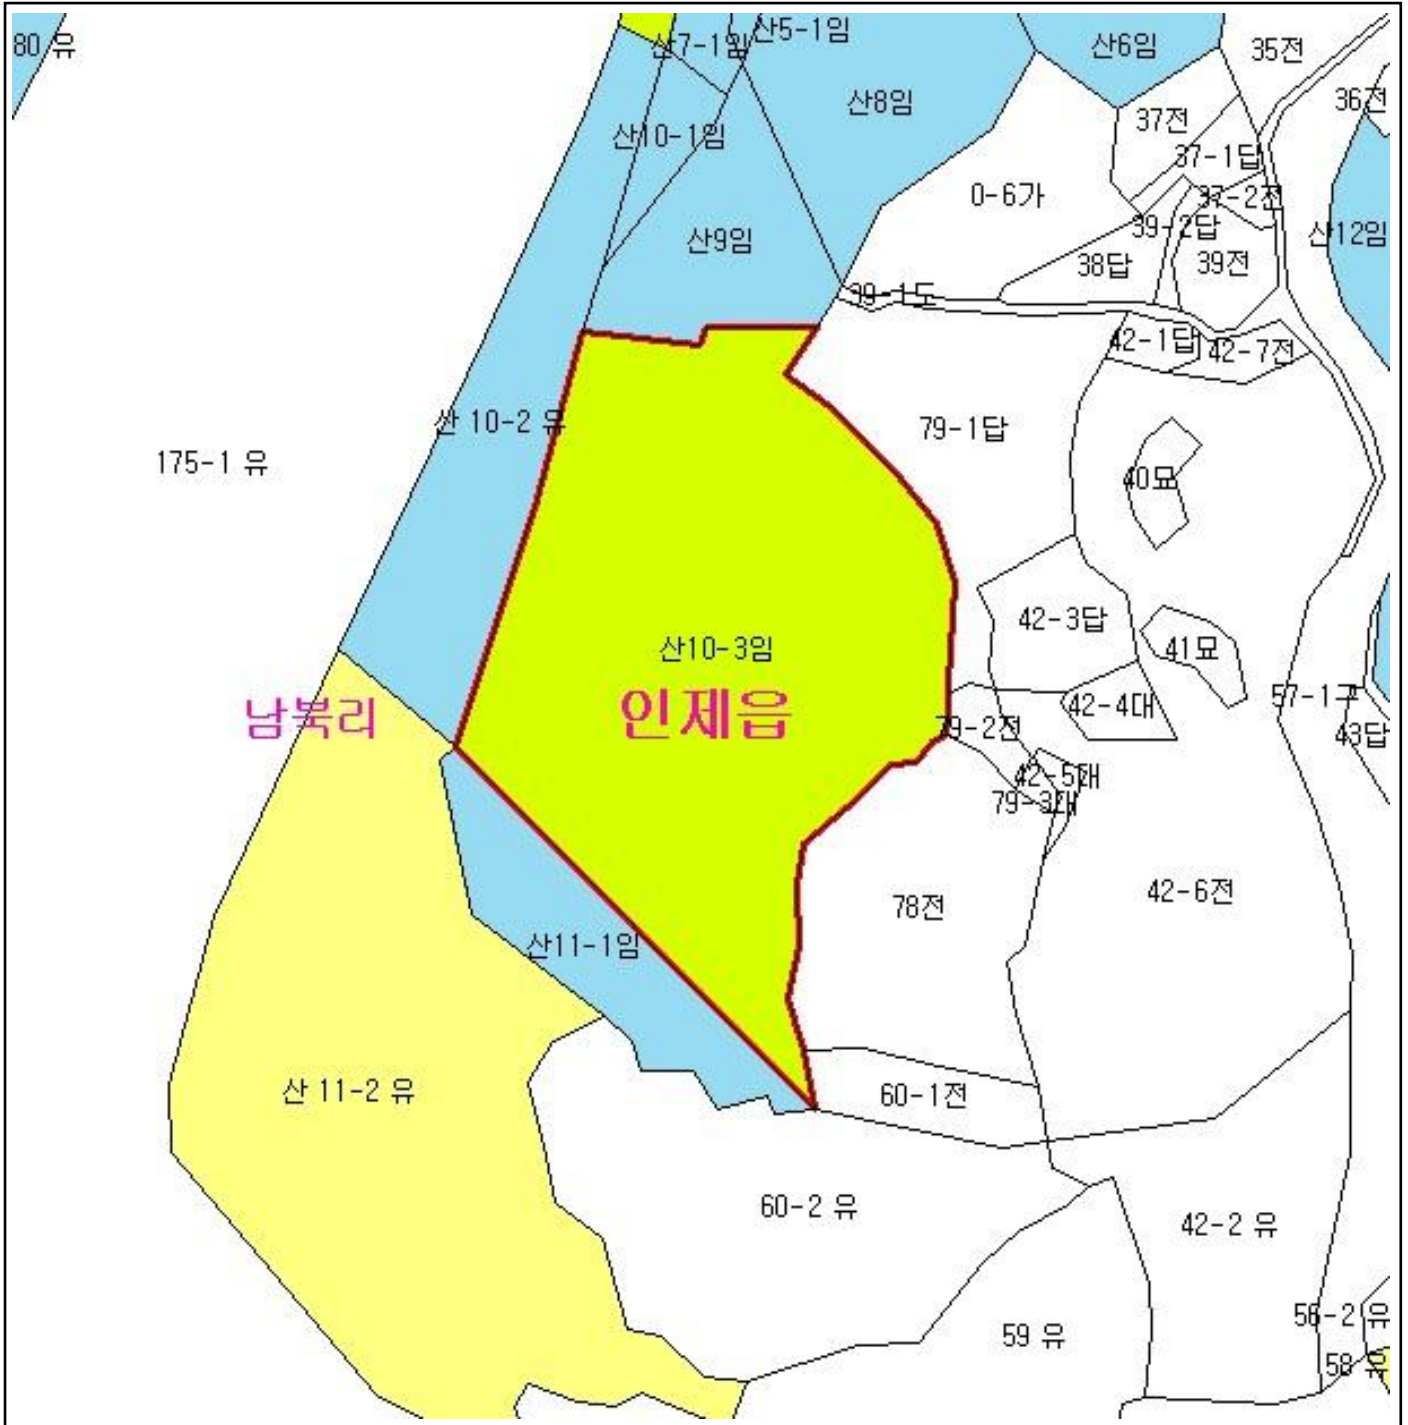 80 유
산7-1임
산5-1임
산6임
35전
산8임
36전
산10-1임
37전
37-1답
0-6가
37-2전
산9임
39-2답
산12임
38답
39전
39-1도
42-1답
42-7전
산 10-2 유
79-1답
175-1 유
40묘
42-3답
산10-3임
41묘
남북리
인제읍
57-1구
42-4대
79-2전
43답
42-5대
79-3대
42-6전
78전
산11-1임
산 11-2 유
60-1전
60-2 유
42-2 유
56-2 유
59 유
58 유